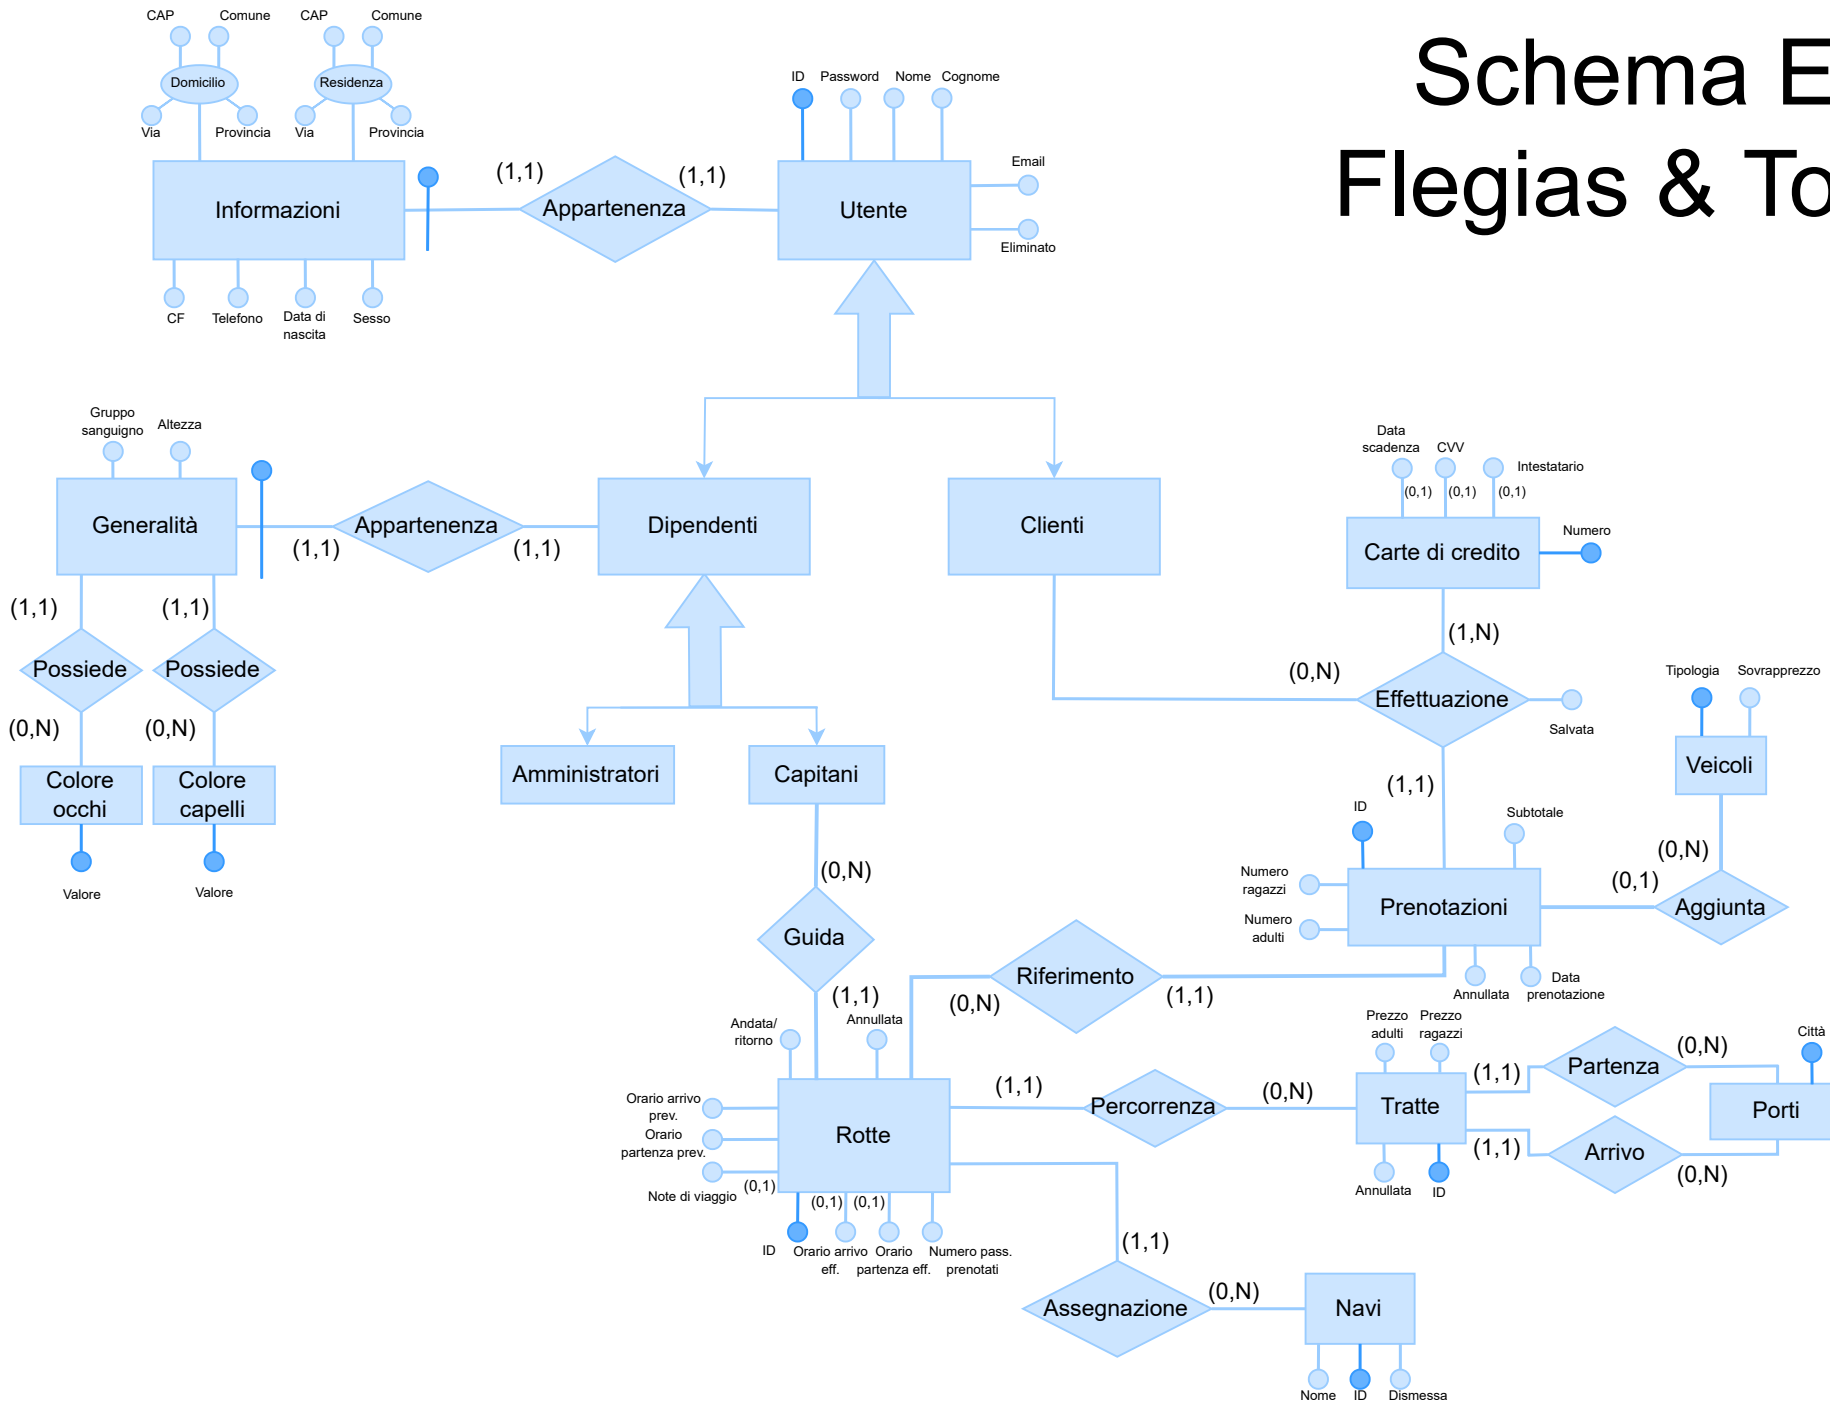 Schema E
Flegias & To
CAP
Comune
CAP
Comune
Domicilio
Residenza
Via
Provincia
Via
Provincia
ID
Password
Nome
Cognome
Informazioni
(1,1)
Appartenenza
(1,1)
Utente
Email
Eliminato
CF
Telefono
Data di
nascita
Sesso
Gruppo
sanguigno
Altezza
Generalità
(1,1)
Appartenenza
(1,1)
Dipendenti
Clienti
Data
scadenza
CVV
Intestatario
(0,1)
(0,1)
(0,1)
Carte di credito
Numero
(1,1)
(1,1)
Possiede
Possiede
(0,N)
(0,N)
Colore
occhi
Colore
capelli
Valore
Valore
Amministratori
Capitani
(1,N)
(0,N)
Effettuazione
Salvata
(1,1)
Tipologia
Sovrapprezzo
Veicoli
(0,N)
(0,1)
Aggiunta
ID
Subtotale
Numero
ragazzi
Numero
adulti
Prenotazioni
Annullata
Data
prenotazione
(0,N)
Guida
(1,1)
(0,N)
Riferimento
(1,1)
Andata/
ritorno
Annullata
Orario arrivo
prev.
Orario
partenza prev.
Note di viaggio
(0,1)
Rotte
(0,1)
(0,1)
ID
Orario arrivo
eff.
Orario
partenza eff.
Numero pass.
prenotati
(1,1)
Percorrenza
(0,N)
Prezzo
adulti
Prezzo
ragazzi
Tratte
Annullata
ID
(1,1)
Partenza
(0,N)
(1,1)
Arrivo
(0,N)
Città
Porti
(1,1)
Assegnazione
(0,N)
Navi
Nome
ID
Dismessa